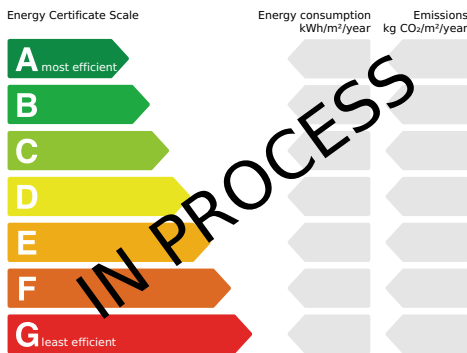 Energy Certificate Scale
Energy consumption
kWh/m²/year
Emissions
kg CO₂/m²/year
A most efficient
B
C
D
E
F
G least efficient
IN PROCESS